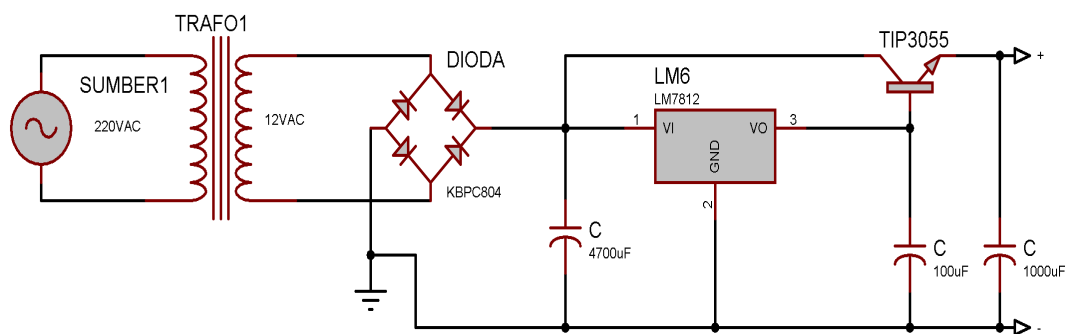 TRAFO1
SUMBER1
220VAC
12VAC
DIODA
KBPC804
LM6
LM7812
1
VI
VO
3
GND
2
TIP3055
+
C
4700uF
C
100uF
C
1000uF
-